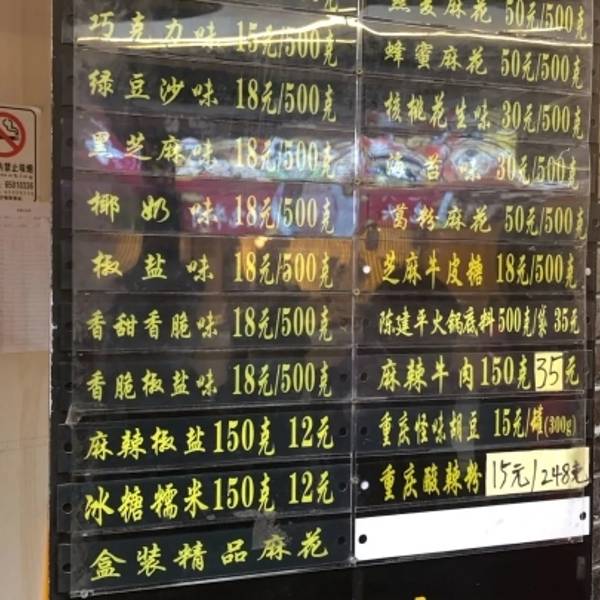 巧克力味 15元/500克
绿豆沙味 18元/500克
黑芝麻味 18元/500克
椰奶味 18元/500克
椒盐味 18元/500克
香甜香脆味 18元/500克
香脆椒盐味 18元/500克
麻辣椒盐150克 12元
冰糖糯米150克 12元
盒装精品麻花
麻花 50元/500克
蜂蜜麻花 50元/500克
核桃花生味 30元/500克
海苔味 30元/500克
葛粉麻花 50元/500克
芝麻牛皮糖 18元/500克
陈建平火锅底料500克/袋 35元
麻辣牛肉150克35元
重庆怪味胡豆 15元/罐(300g)
重庆酸辣粉 15元/248克
禁止吸烟